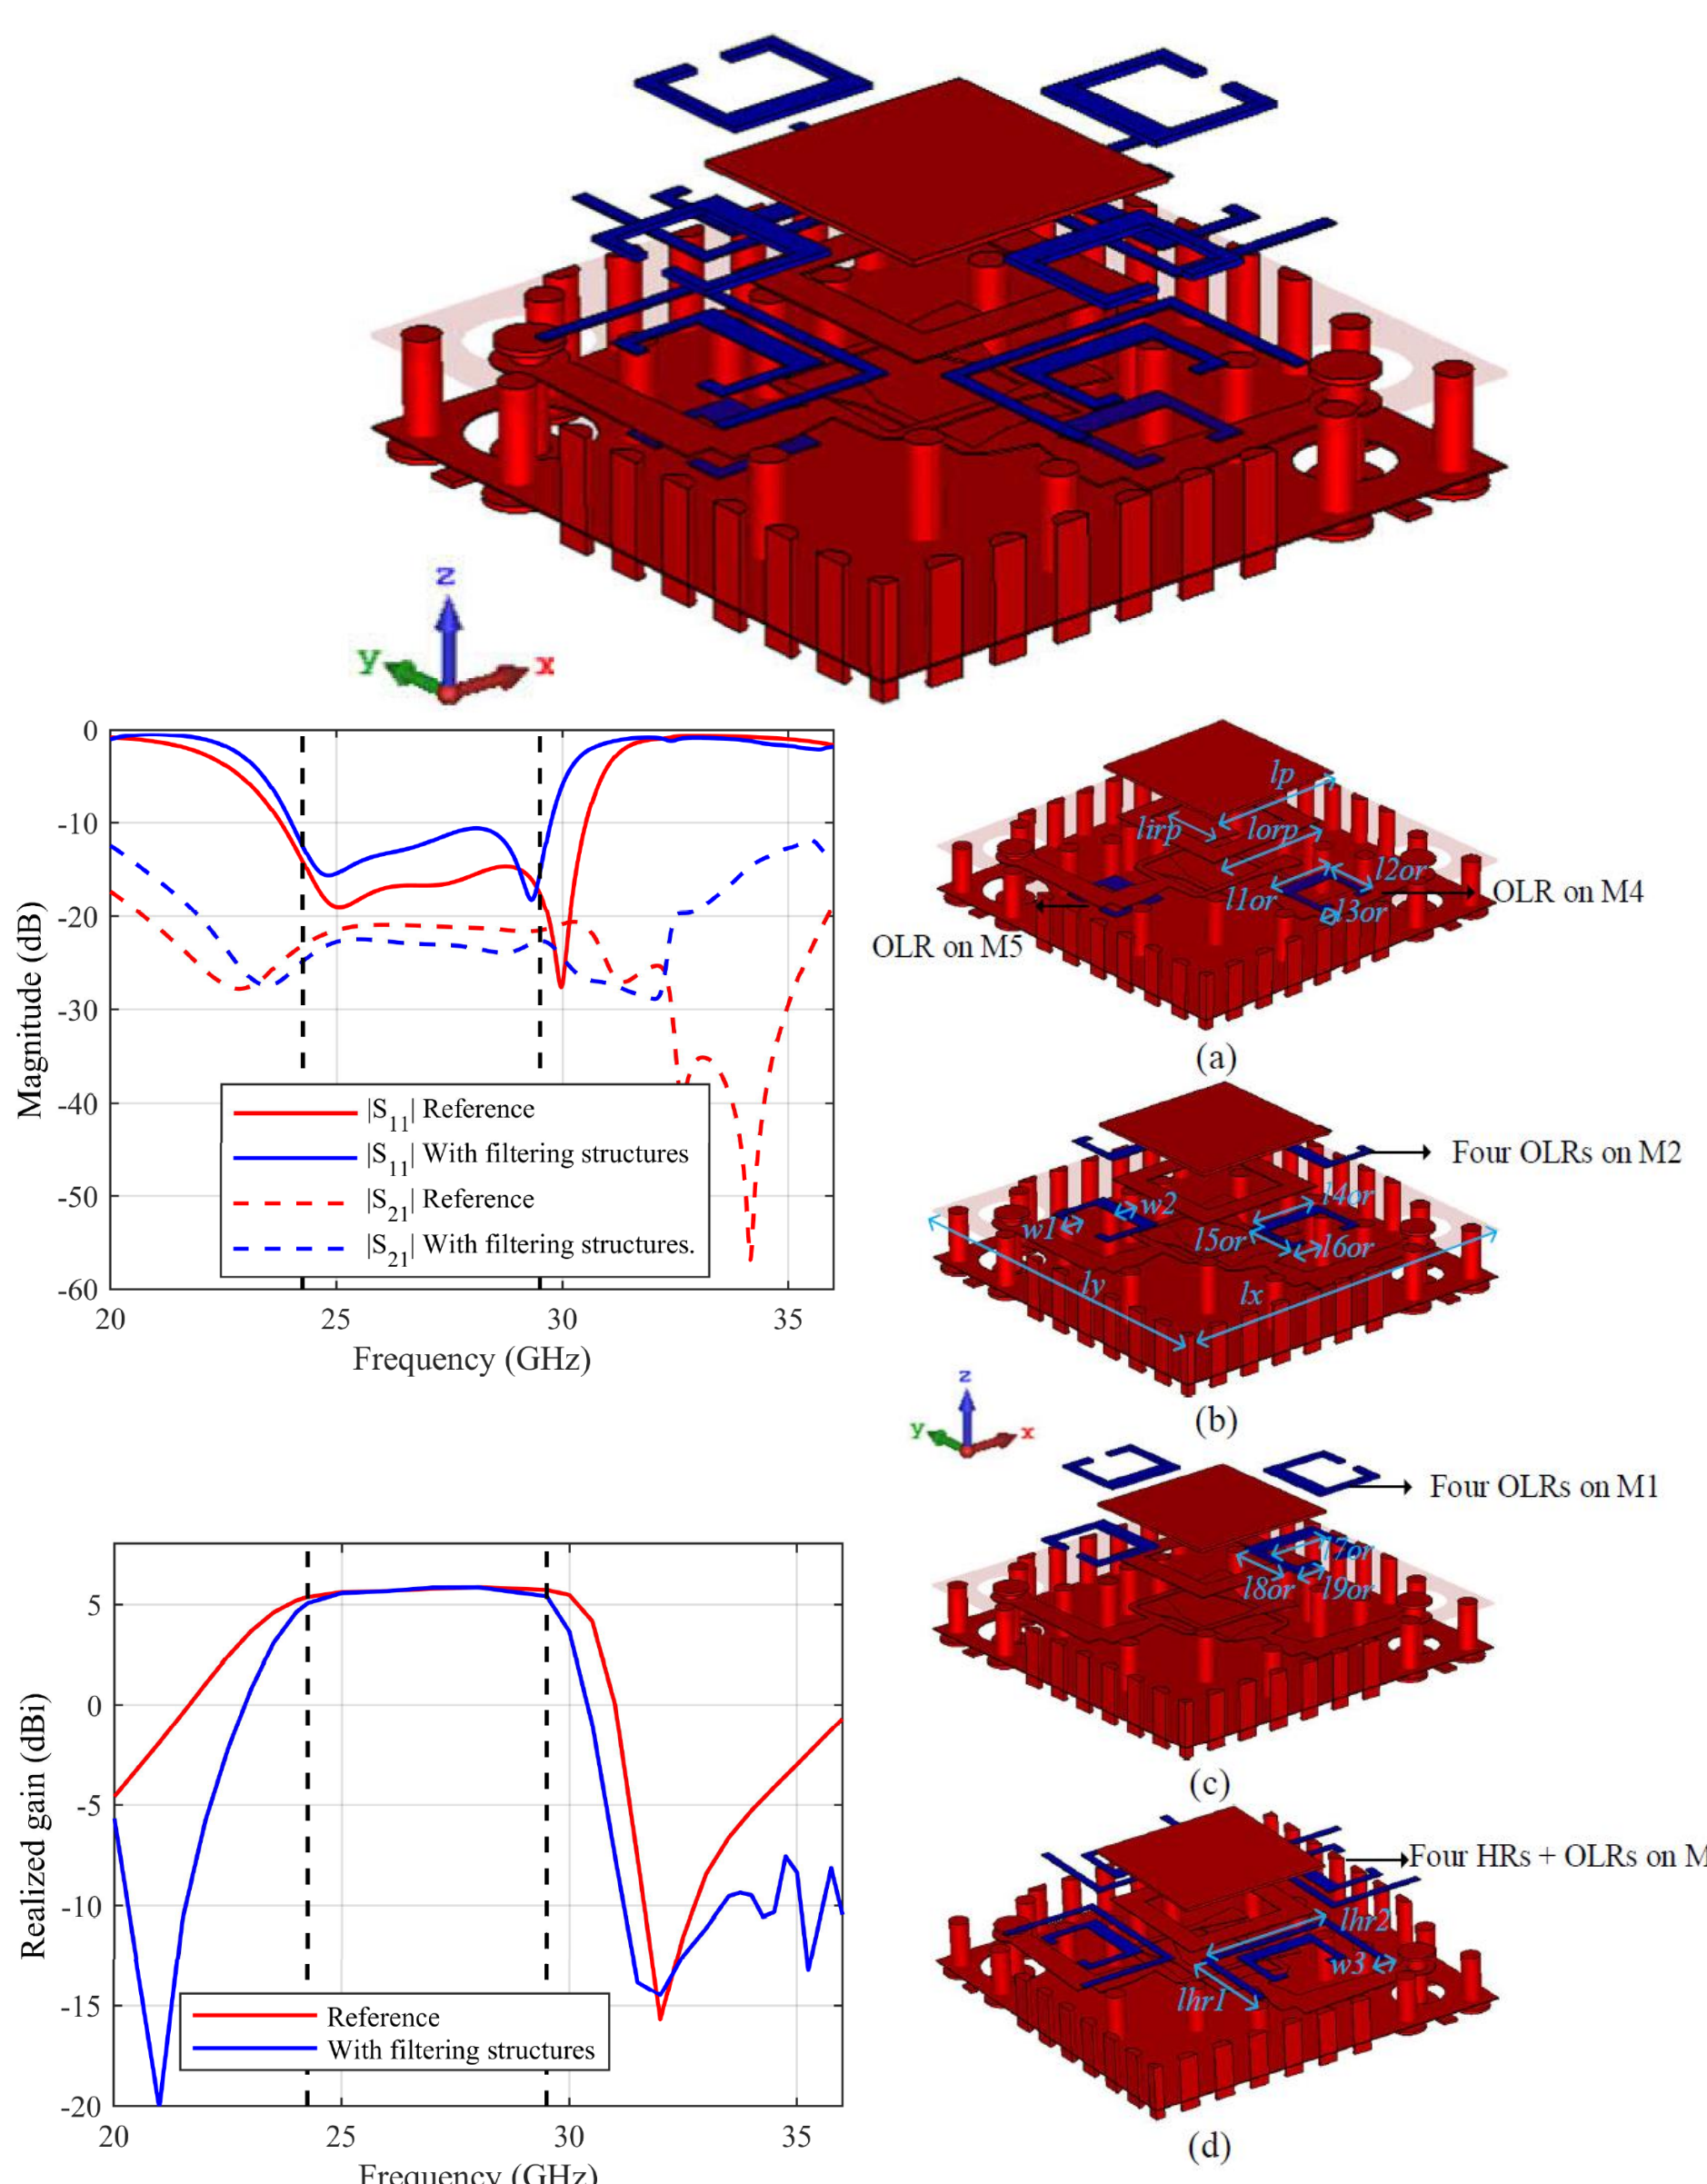 z
y
x
0
-10
-20
-30
-40
-50
-60
20
25
30
35
Magnitude (dB)
Frequency (GHz)
|S11| Reference
|S11| With filtering structures
|S21| Reference
|S21| With filtering structures.
lp
lirp
lorp
l1or
l2or
l3or
OLR on M4
OLR on M5
(a)
Four OLRs on M2
w1
w2
l4or
l5or
l6or
ly
lx
(b)
z
y
x
Four OLRs on M1
l7or
l8or
l9or
(c)
5
0
-5
-10
-15
-20
20
25
30
35
Realized gain (dBi)
Frequency (GHz)
Reference
With filtering structures
Four HRs + OLRs on M
lhr2
w3
lhr1
(d)